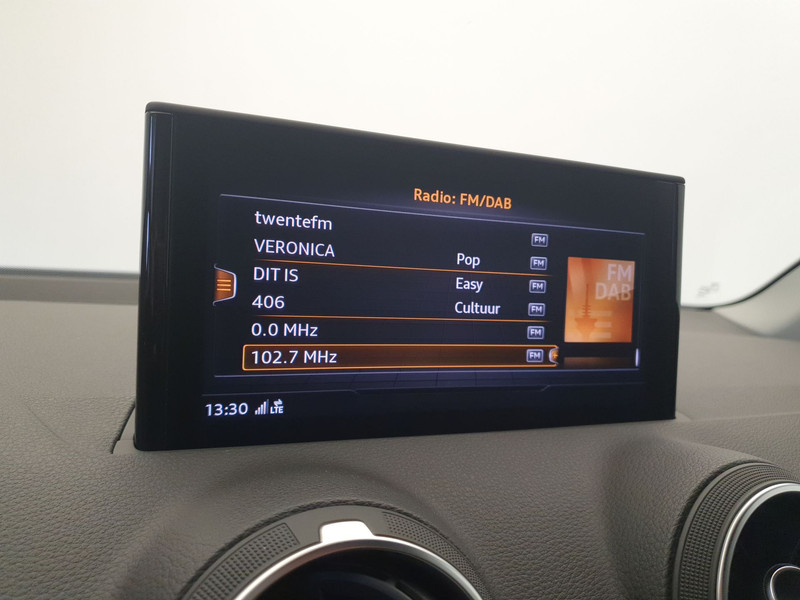 Radio: FM/DAB
twentefm FM
VERONICA Pop FM
DIT IS Easy FM
406 Cultuur FM
0.0 MHz FM
102.7 MHz FM
FM
DAB
13:30 LTE